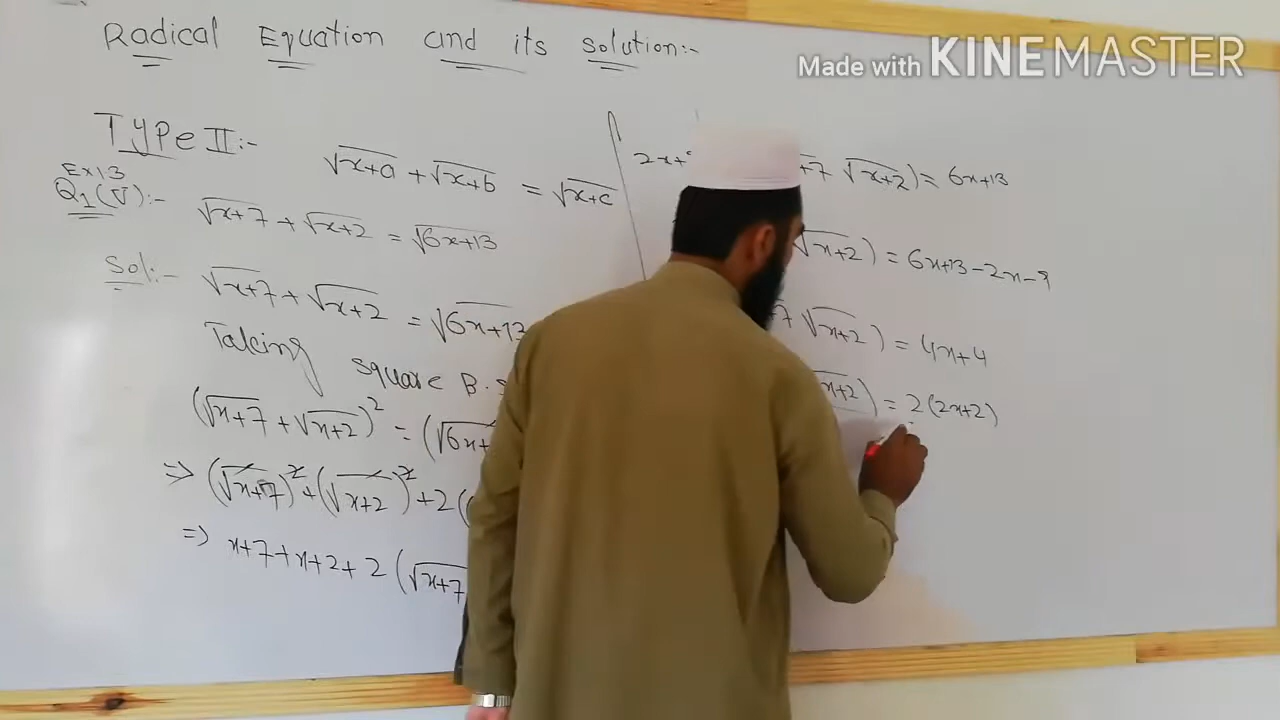 Radical Equation and its solution:-
Made with KINEMASTER
Type II:-
√x+a + √x+b = √x+c
Ex13
Q1(V):- √x+7 + √x+2 = √6x+13
Sol:- √x+7 + √x+2 = √6x+13
Taking square B.S
(√x+7 + √x+2)² = (√6x+
=> (√x+7)² + (√x+2)² + 2(
=> x+7+x+2+2(√x+7
2x+ +7 √x+2) = 6x+13
√x+2) = 6x+13-2x-9
7 √x+2) = 4x+4
x+2) = 2(2x+2)